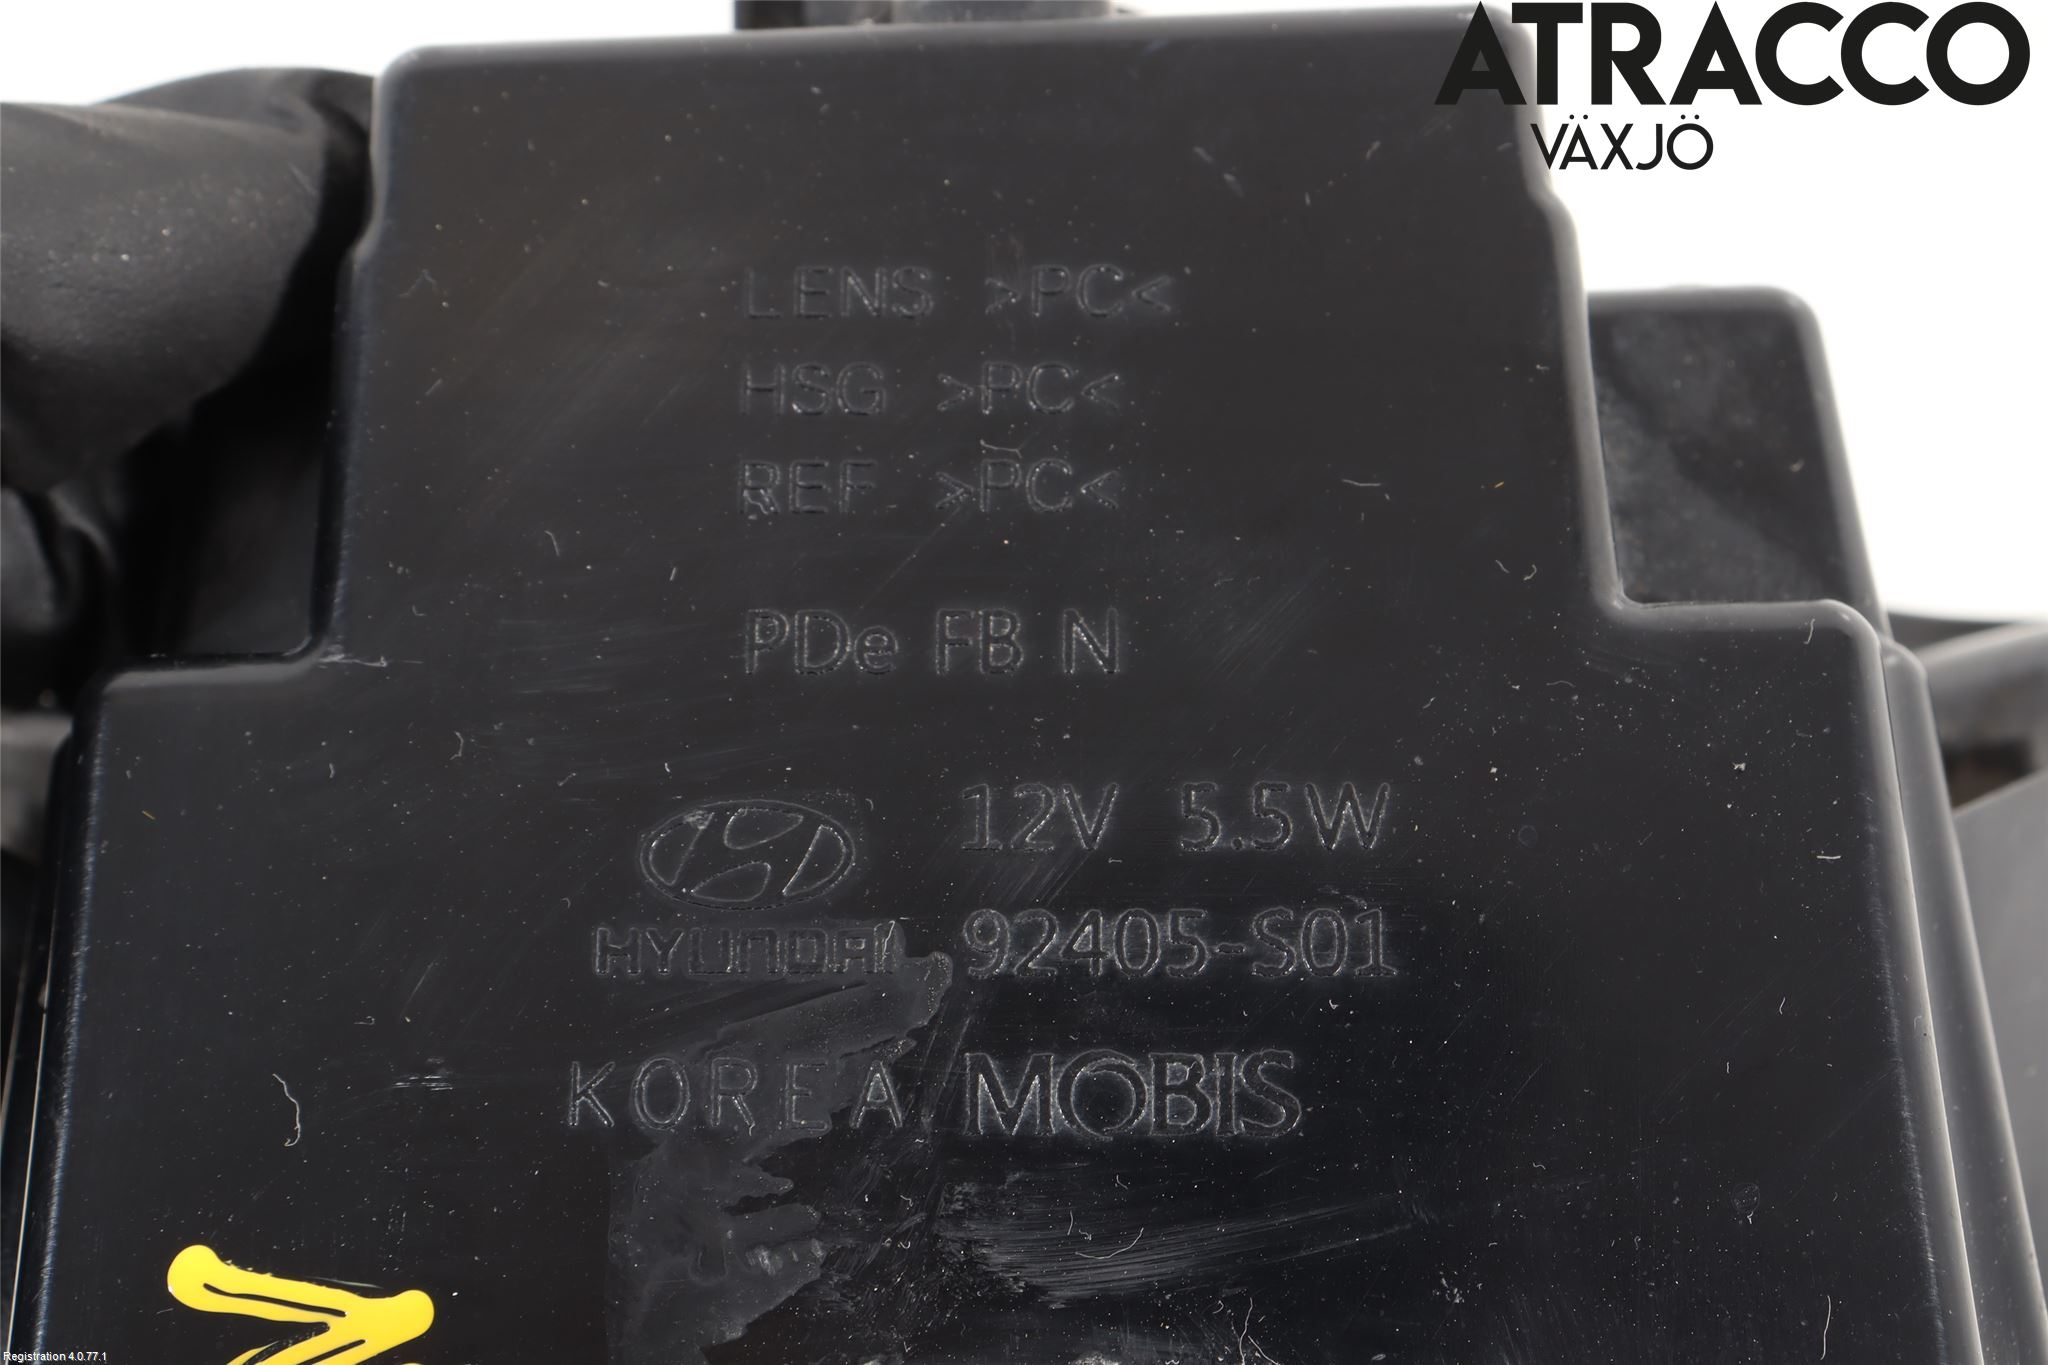 ATRACCO
VÄXJÖ
LENS >PC<
HSG >PC<
REF >PC<
PDe FB N
12V 5.5W
HYUNDAI 92405-S01
KOREA MOBIS
Registration 4.0.77.1